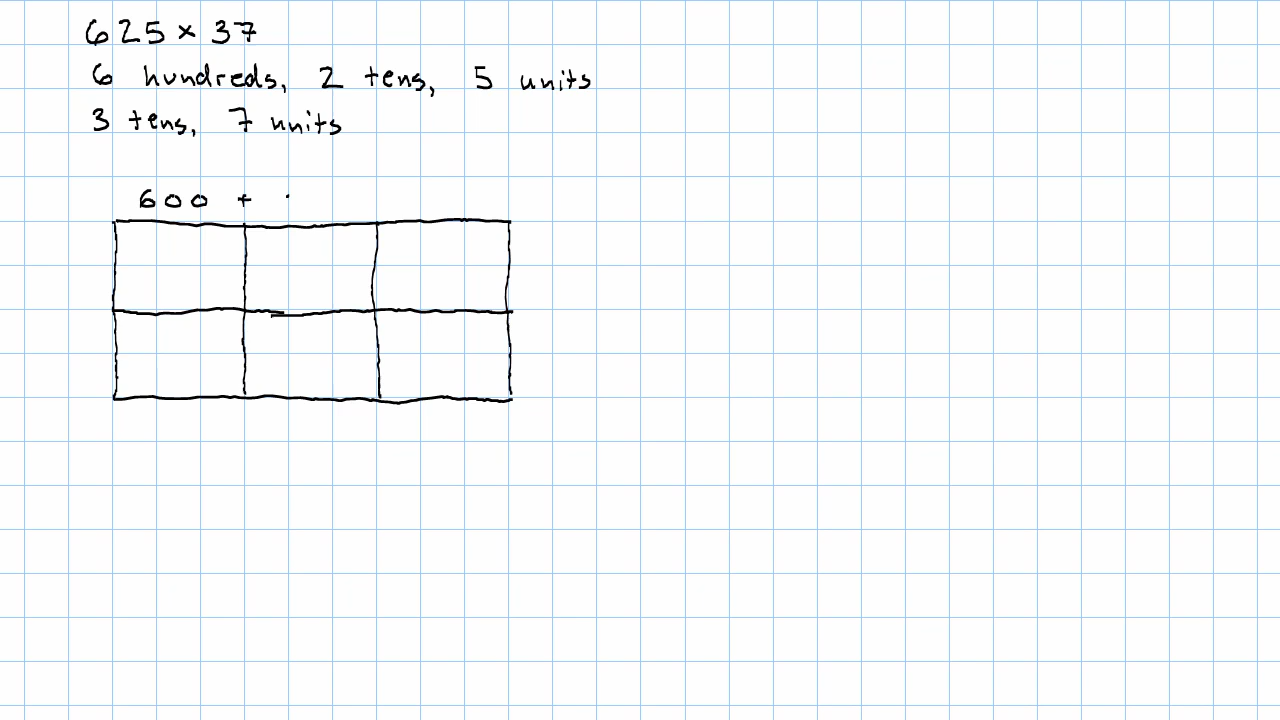 625 × 37
6 hundreds, 2 tens, 5 units
3 tens, 7 units
600 +